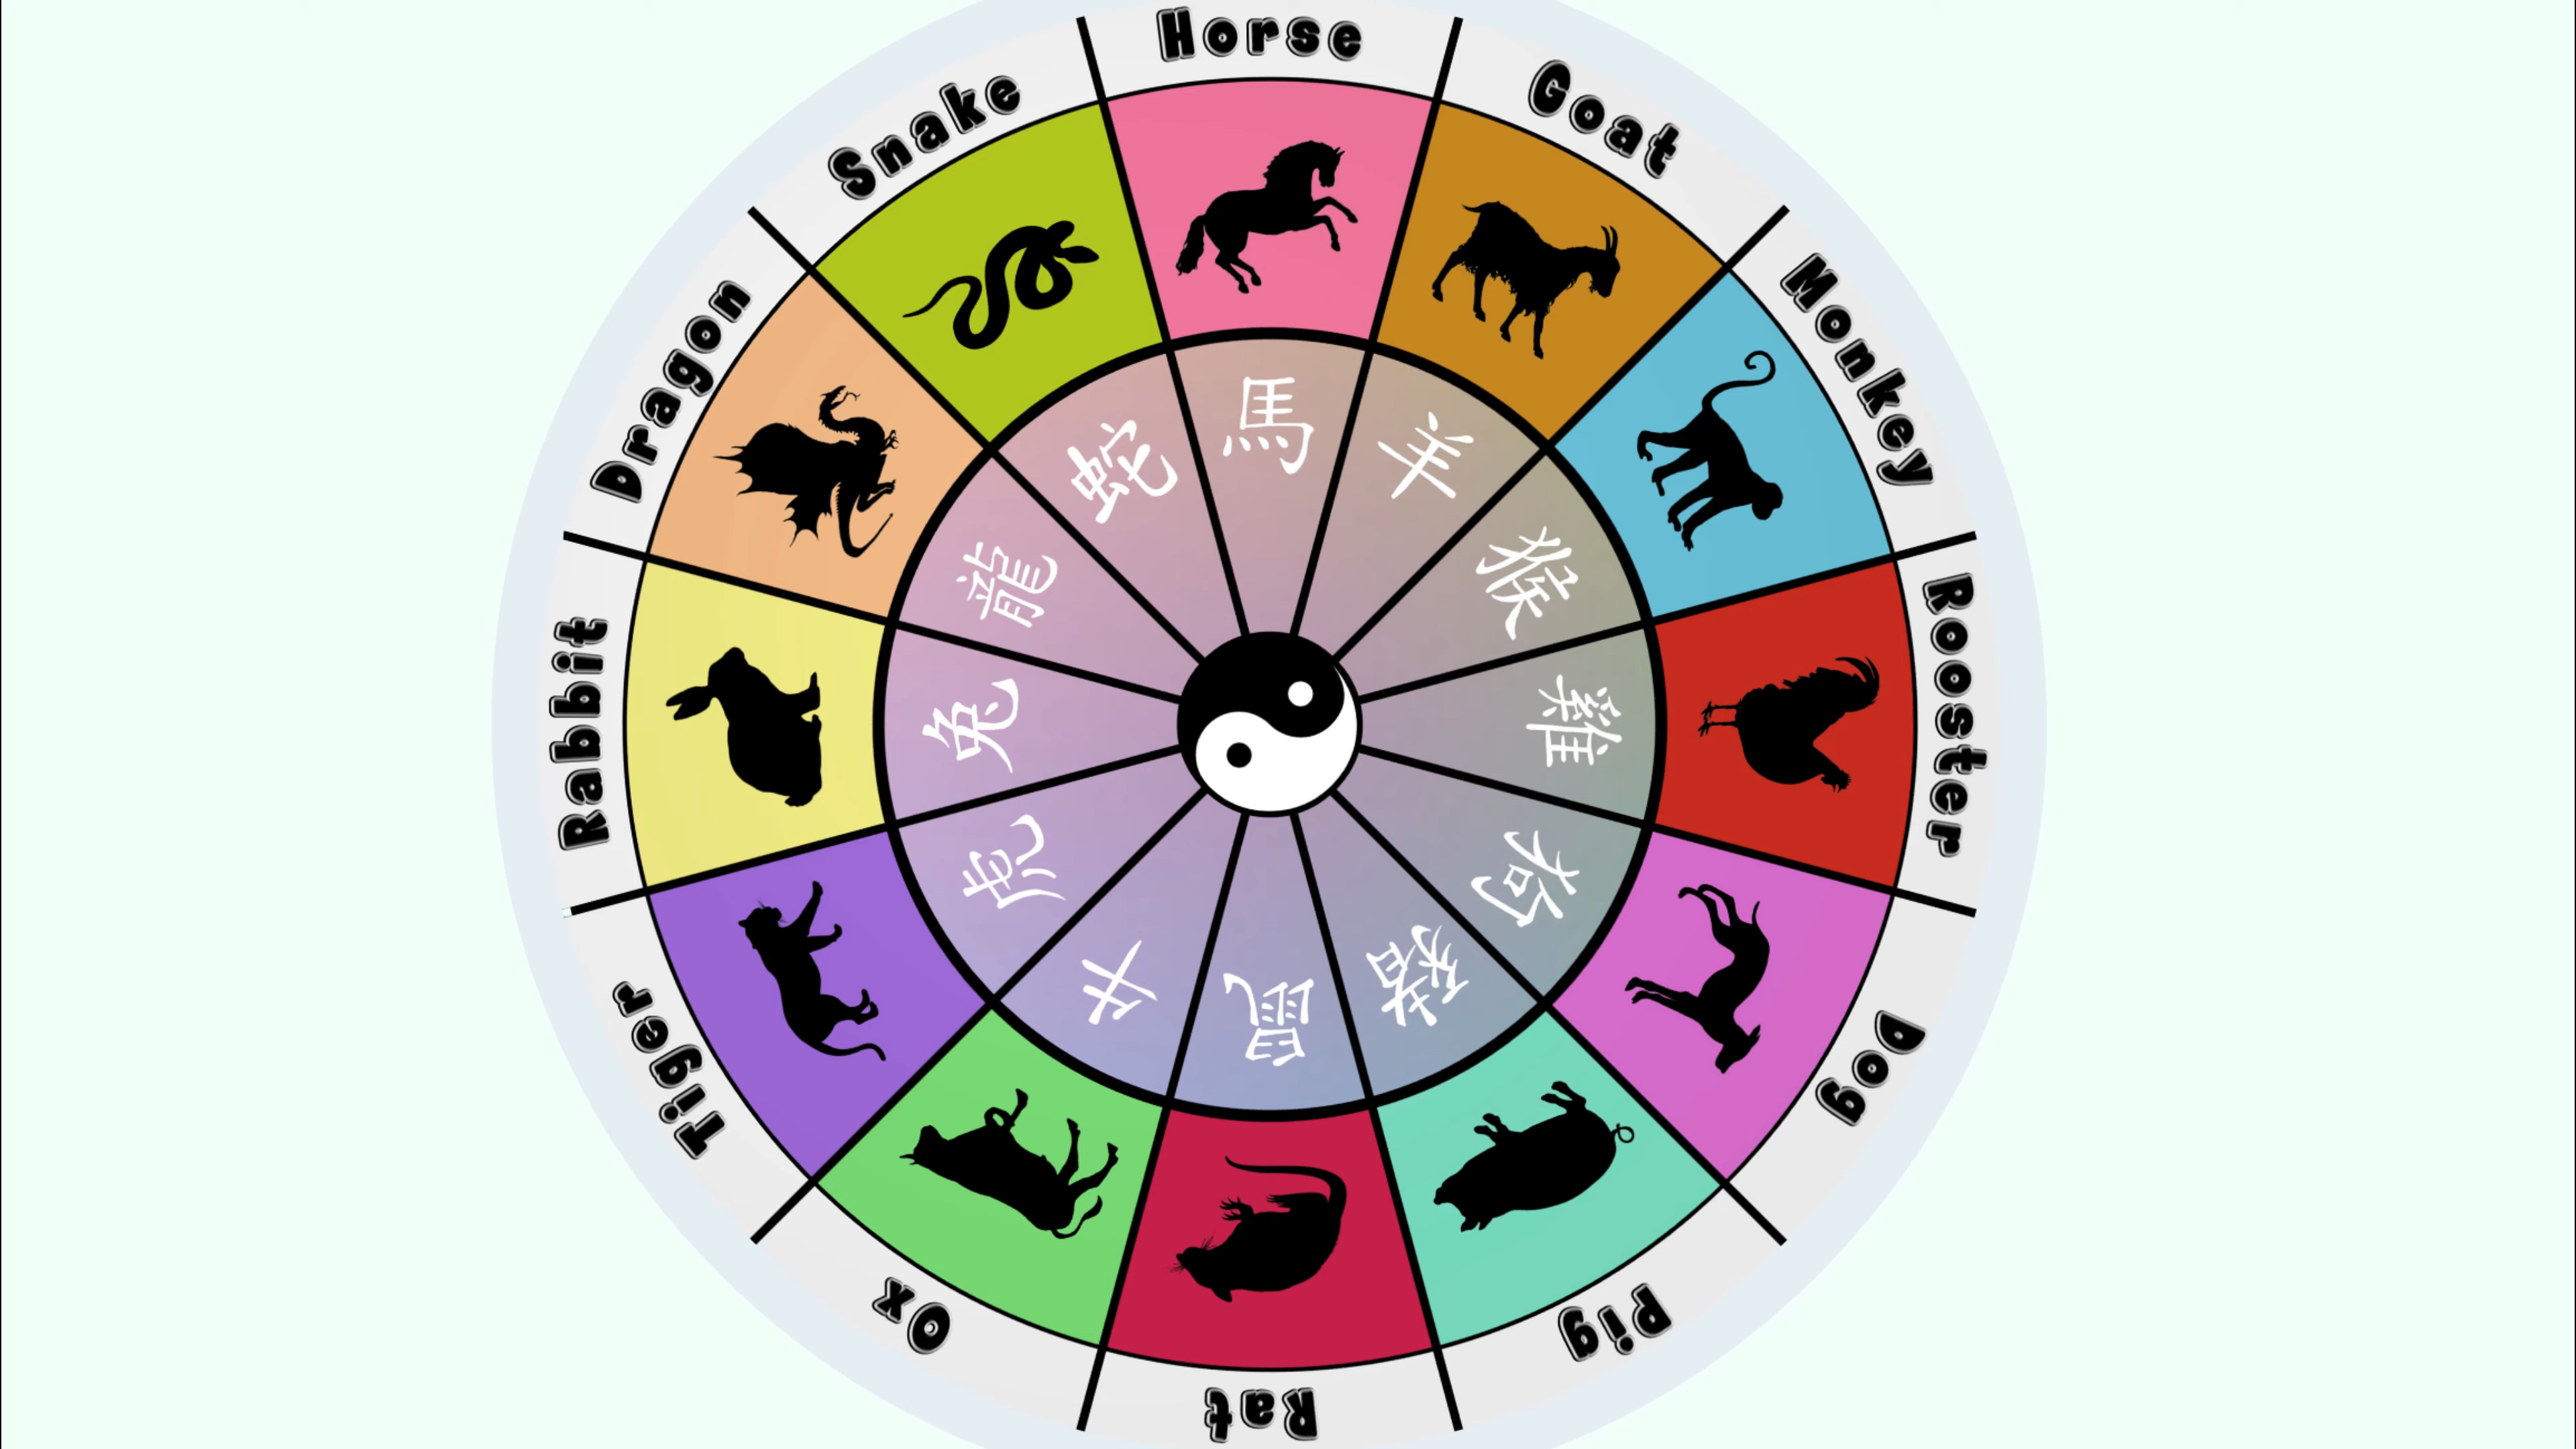 Horse
Goat
Monkey
Rooster
Dog
Pig
Rat
Ox
Tiger
Rabbit
Dragon
Snake
馬
羊
猴
雞
狗
豬
鼠
牛
虎
兔
龍
蛇